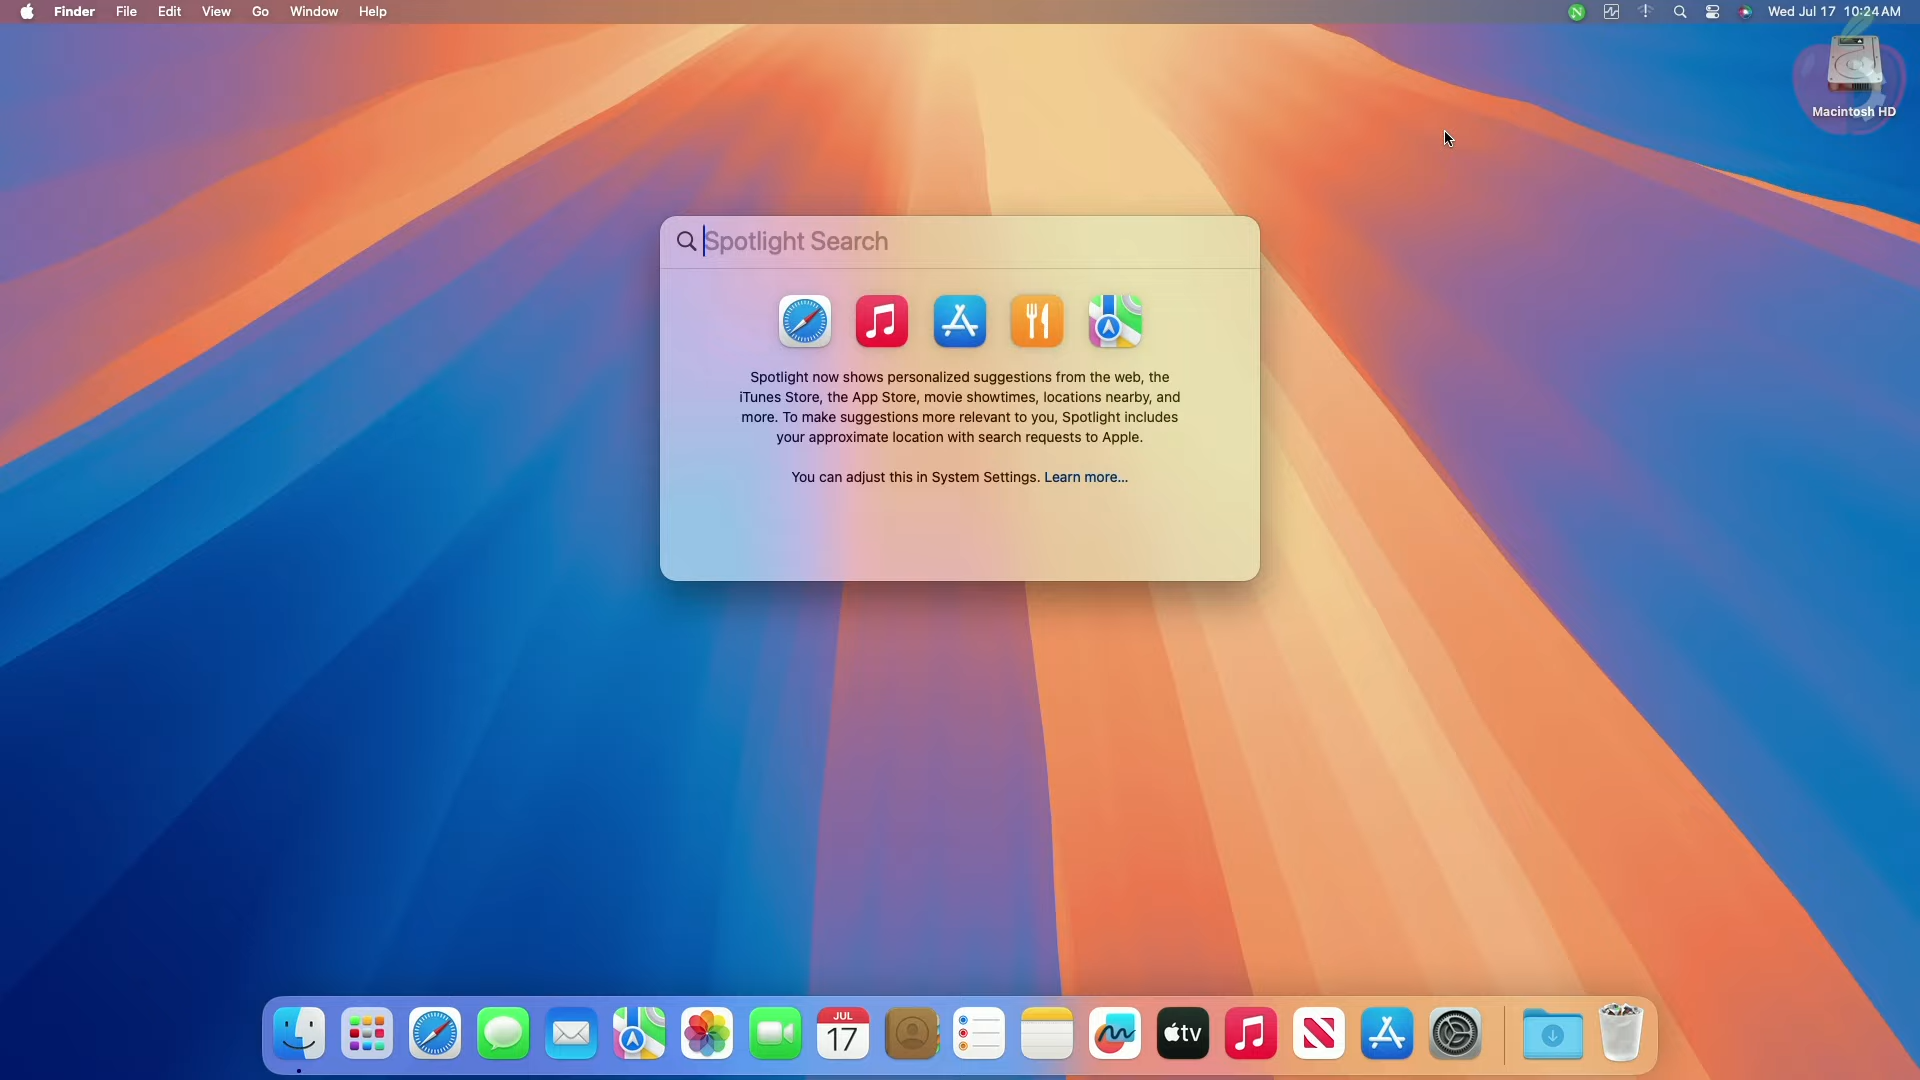 Finder File Edit View Go Window Help
N
Wed Jul 17 10:24 AM
Macintosh HD
Spotlight Search
Spotlight now shows personalized suggestions from the web, the
iTunes Store, the App Store, movie showtimes, locations nearby, and
more. To make suggestions more relevant to you, Spotlight includes
your approximate location with search requests to Apple.
You can adjust this in System Settings. Learn more...
JUL
17
tv